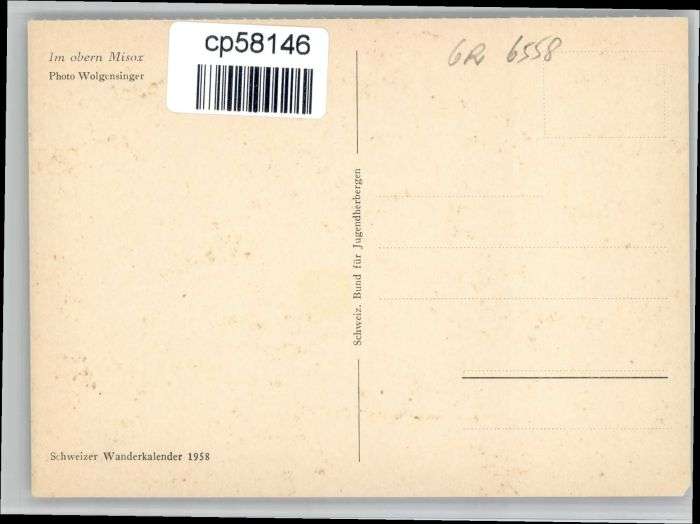 Im obern Misox
Photo Wolgensinger
cp58146
GR 6558
Schweiz. Bund für Jugendherbergen
Schweizer Wanderkalender 1958